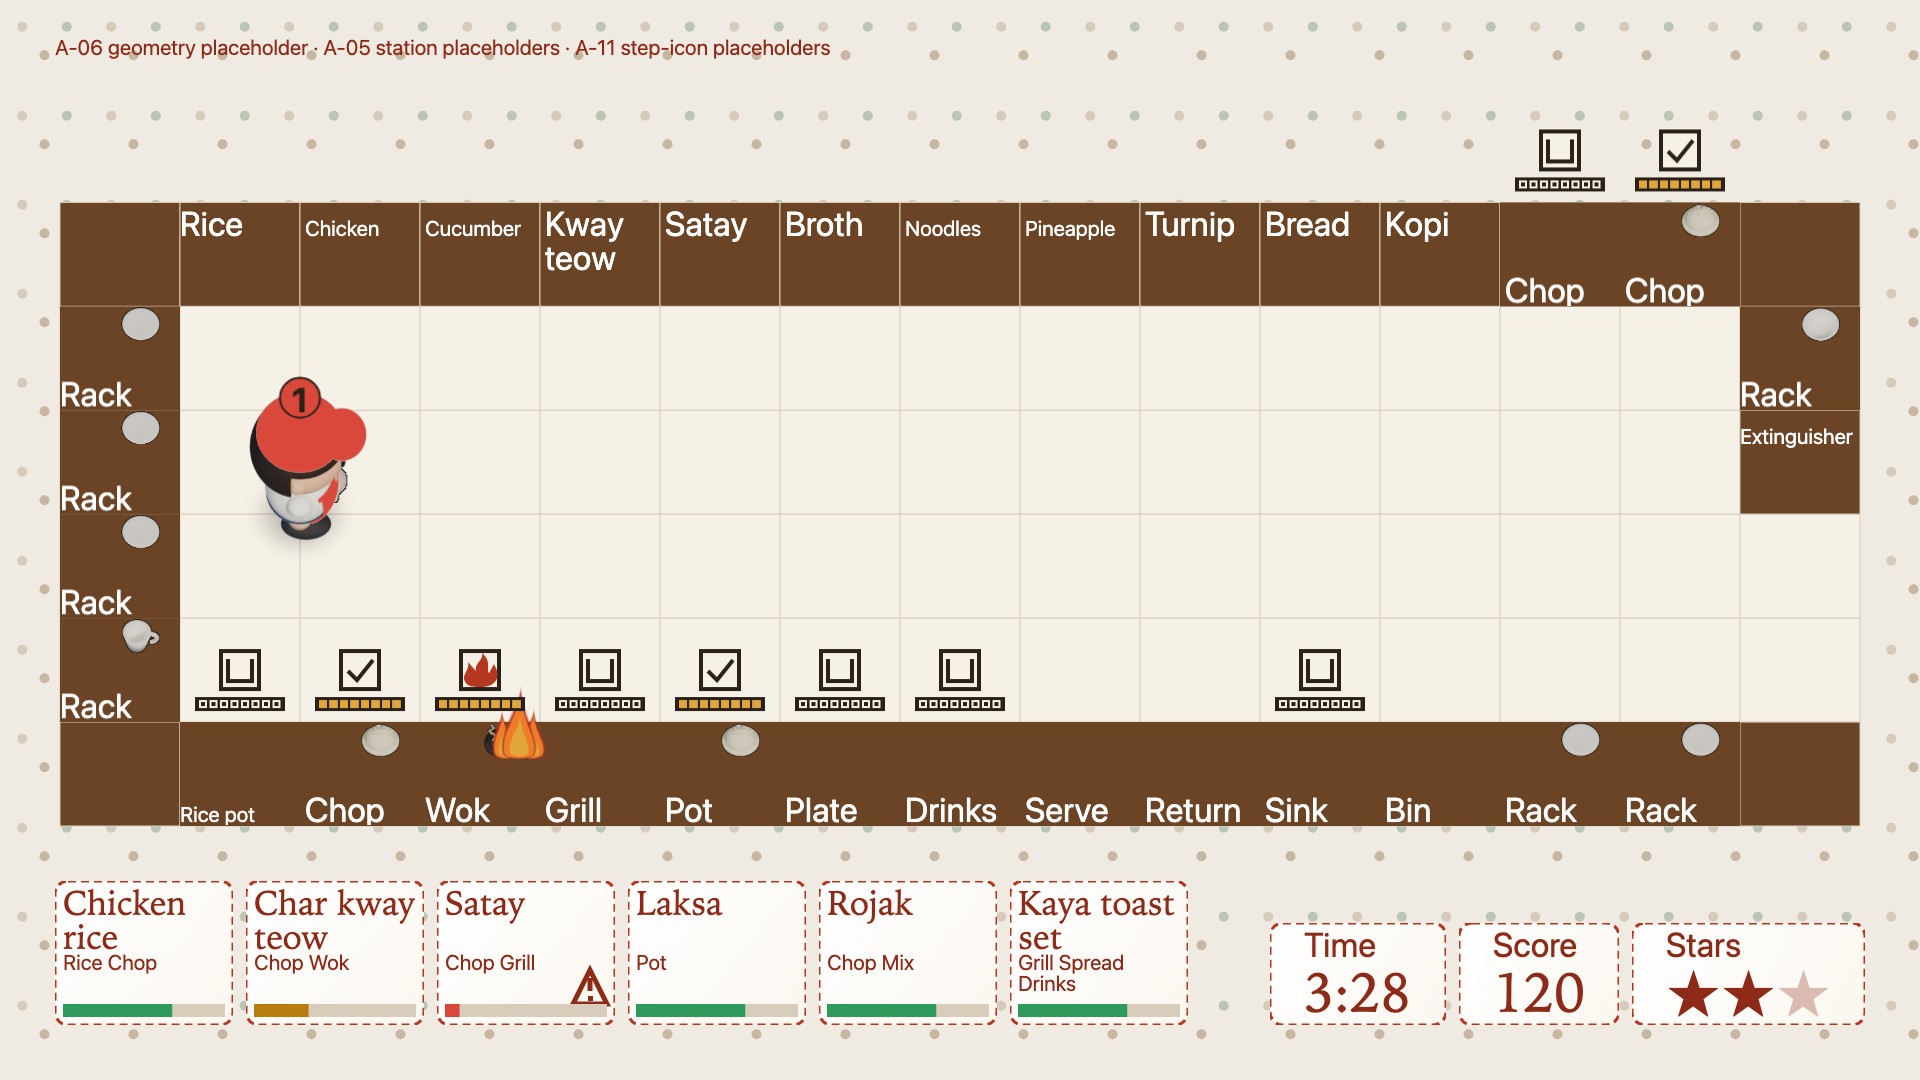 A-06 geometry placeholder · A-05 station placeholders · A-11 step-icon placeholders
Rice
Chicken
Cucumber
Kway
teow
Satay
Broth
Noodles
Pineapple
Turnip
Bread
Kopi
Chop
Chop
Rack
Rack
Rack
Rack
Rack
Extinguisher
1
Rice pot
Chop
Wok
Grill
Pot
Plate
Drinks
Serve
Return
Sink
Bin
Rack
Rack
Chicken
rice
Rice Chop
Char kway
teow
Chop Wok
Satay
Chop Grill
Laksa
Pot
Rojak
Chop Mix
Kaya toast
set
Grill Spread
Drinks
Time
3:28
Score
120
Stars